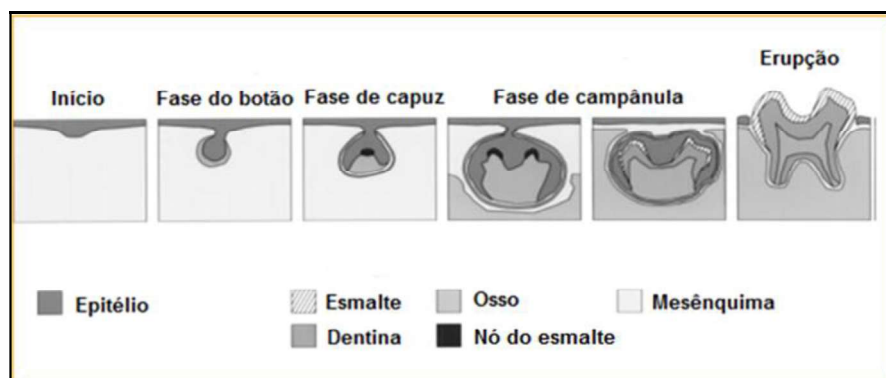 Erupção
Início
Fase do botão
Fase de capuz
Fase de campânula
Epitélio
Esmalte
Osso
Mesênquima
Dentina
Nó do esmalte